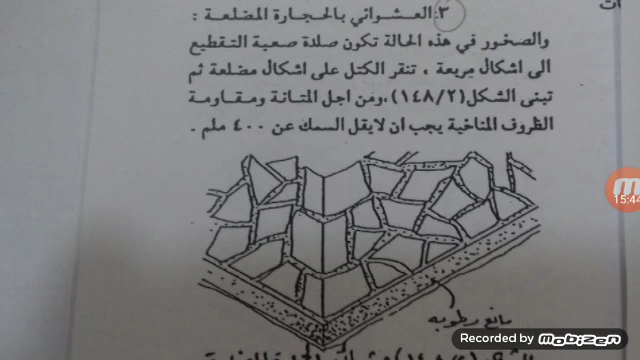 ات
٣. العشوائي بالحجارة المضلعة :
والصخور في هذه الحالة تكون صلدة صعبة التقطيع
الى اشكال مربعة ، تنقر الكتل على اشكال مضلعة ثم
تبنى الشكل (١٤٨/٢)،ومن اجل المتانة ومقاومة
الظروف المناخية يجب ان لايقل السمك عن ٤٠٠ ملم .
15:44
مانع رطوبه
Recorded by
MOBIZEN